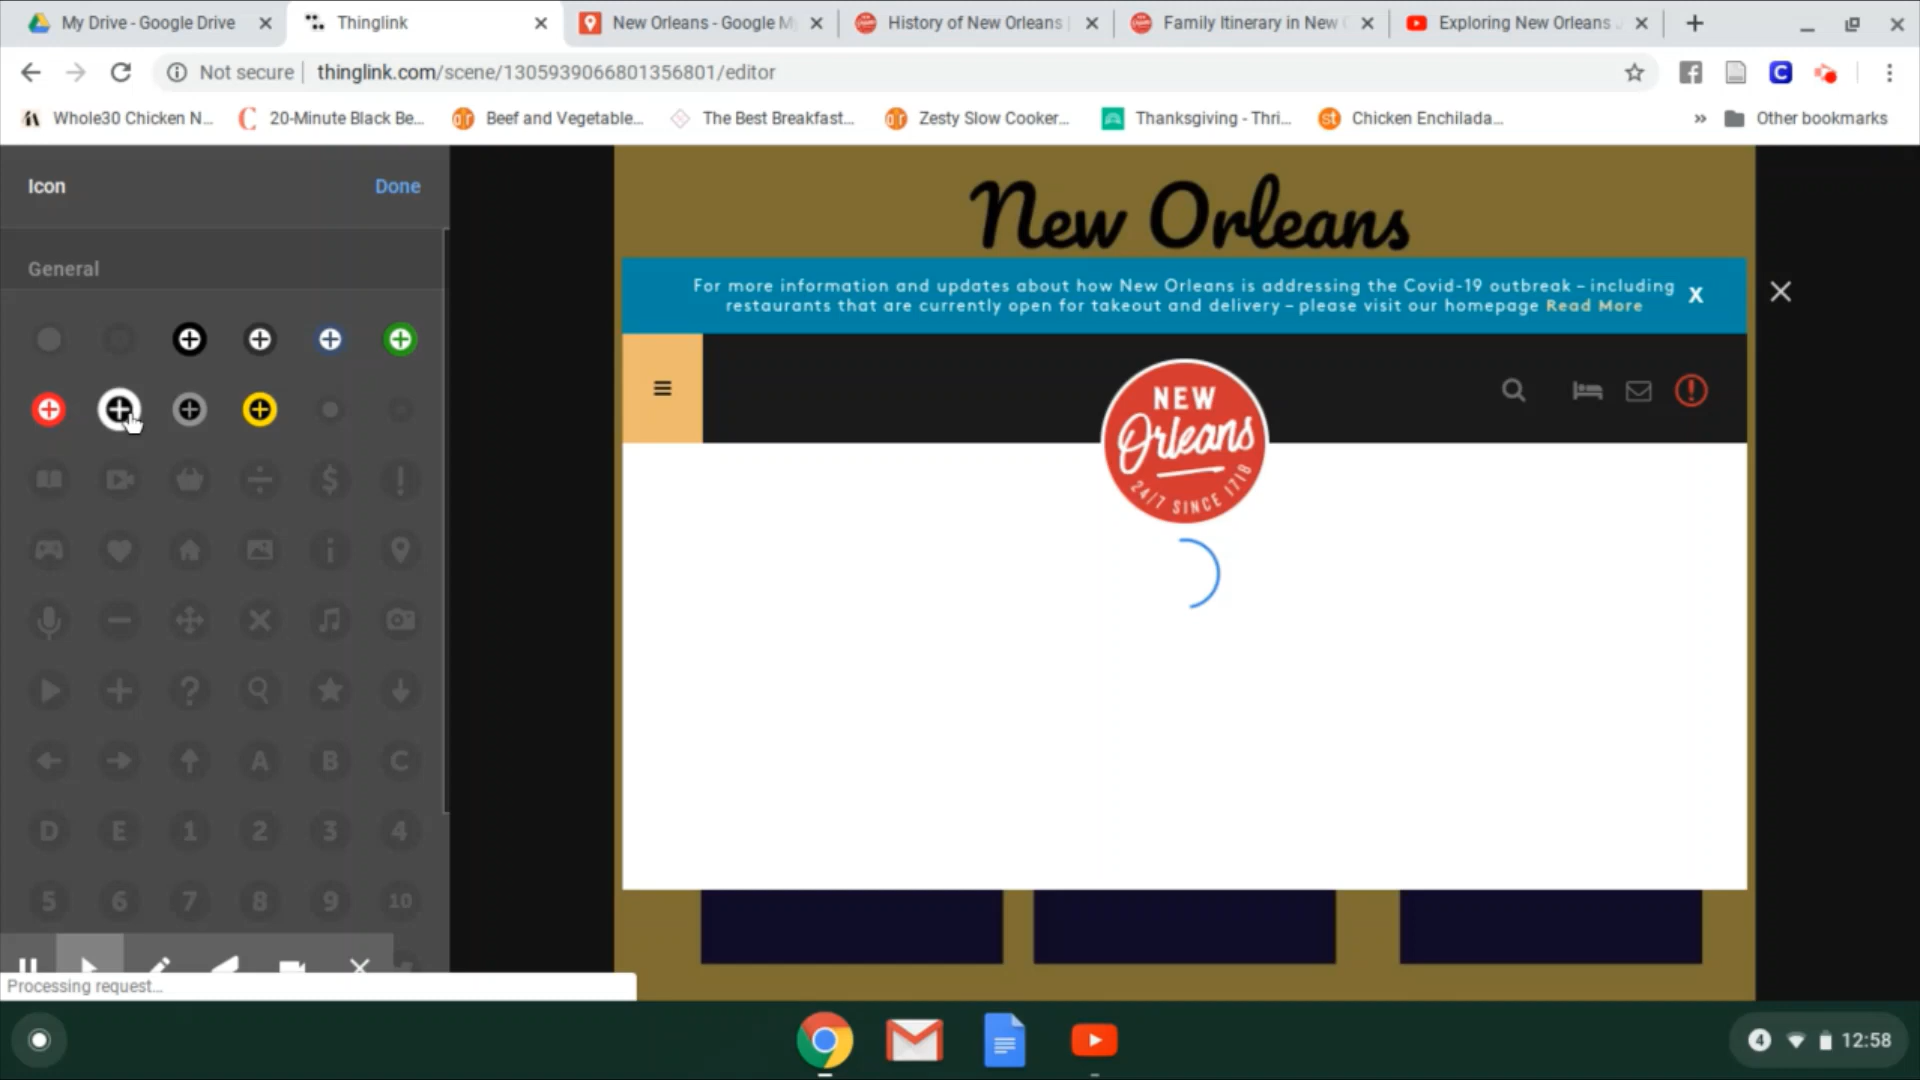 My Drive - Google Drive
Thinglink
New Orleans - Google M
History of New Orleans
Family Itinerary in New
Exploring New Orleans
Not secure
thinglink.com/scene/1305939066801356801/editor
Whole30 Chicken N...
20-Minute Black Be...
Beef and Vegetable...
The Best Breakfast...
Zesty Slow Cooker...
Thanksgiving - Thri...
Chicken Enchilada...
Other bookmarks
Icon
Done
General
A B C
D E 1 2 3 4
5 6 7 8 9 10
New Orleans
For more information and updates about how New Orleans is addressing the Covid-19 outbreak – including
restaurants that are currently open for takeout and delivery – please visit our homepage Read More
X
NEW
Orleans
24/7 SINCE 1718
Processing request...
4
12:58